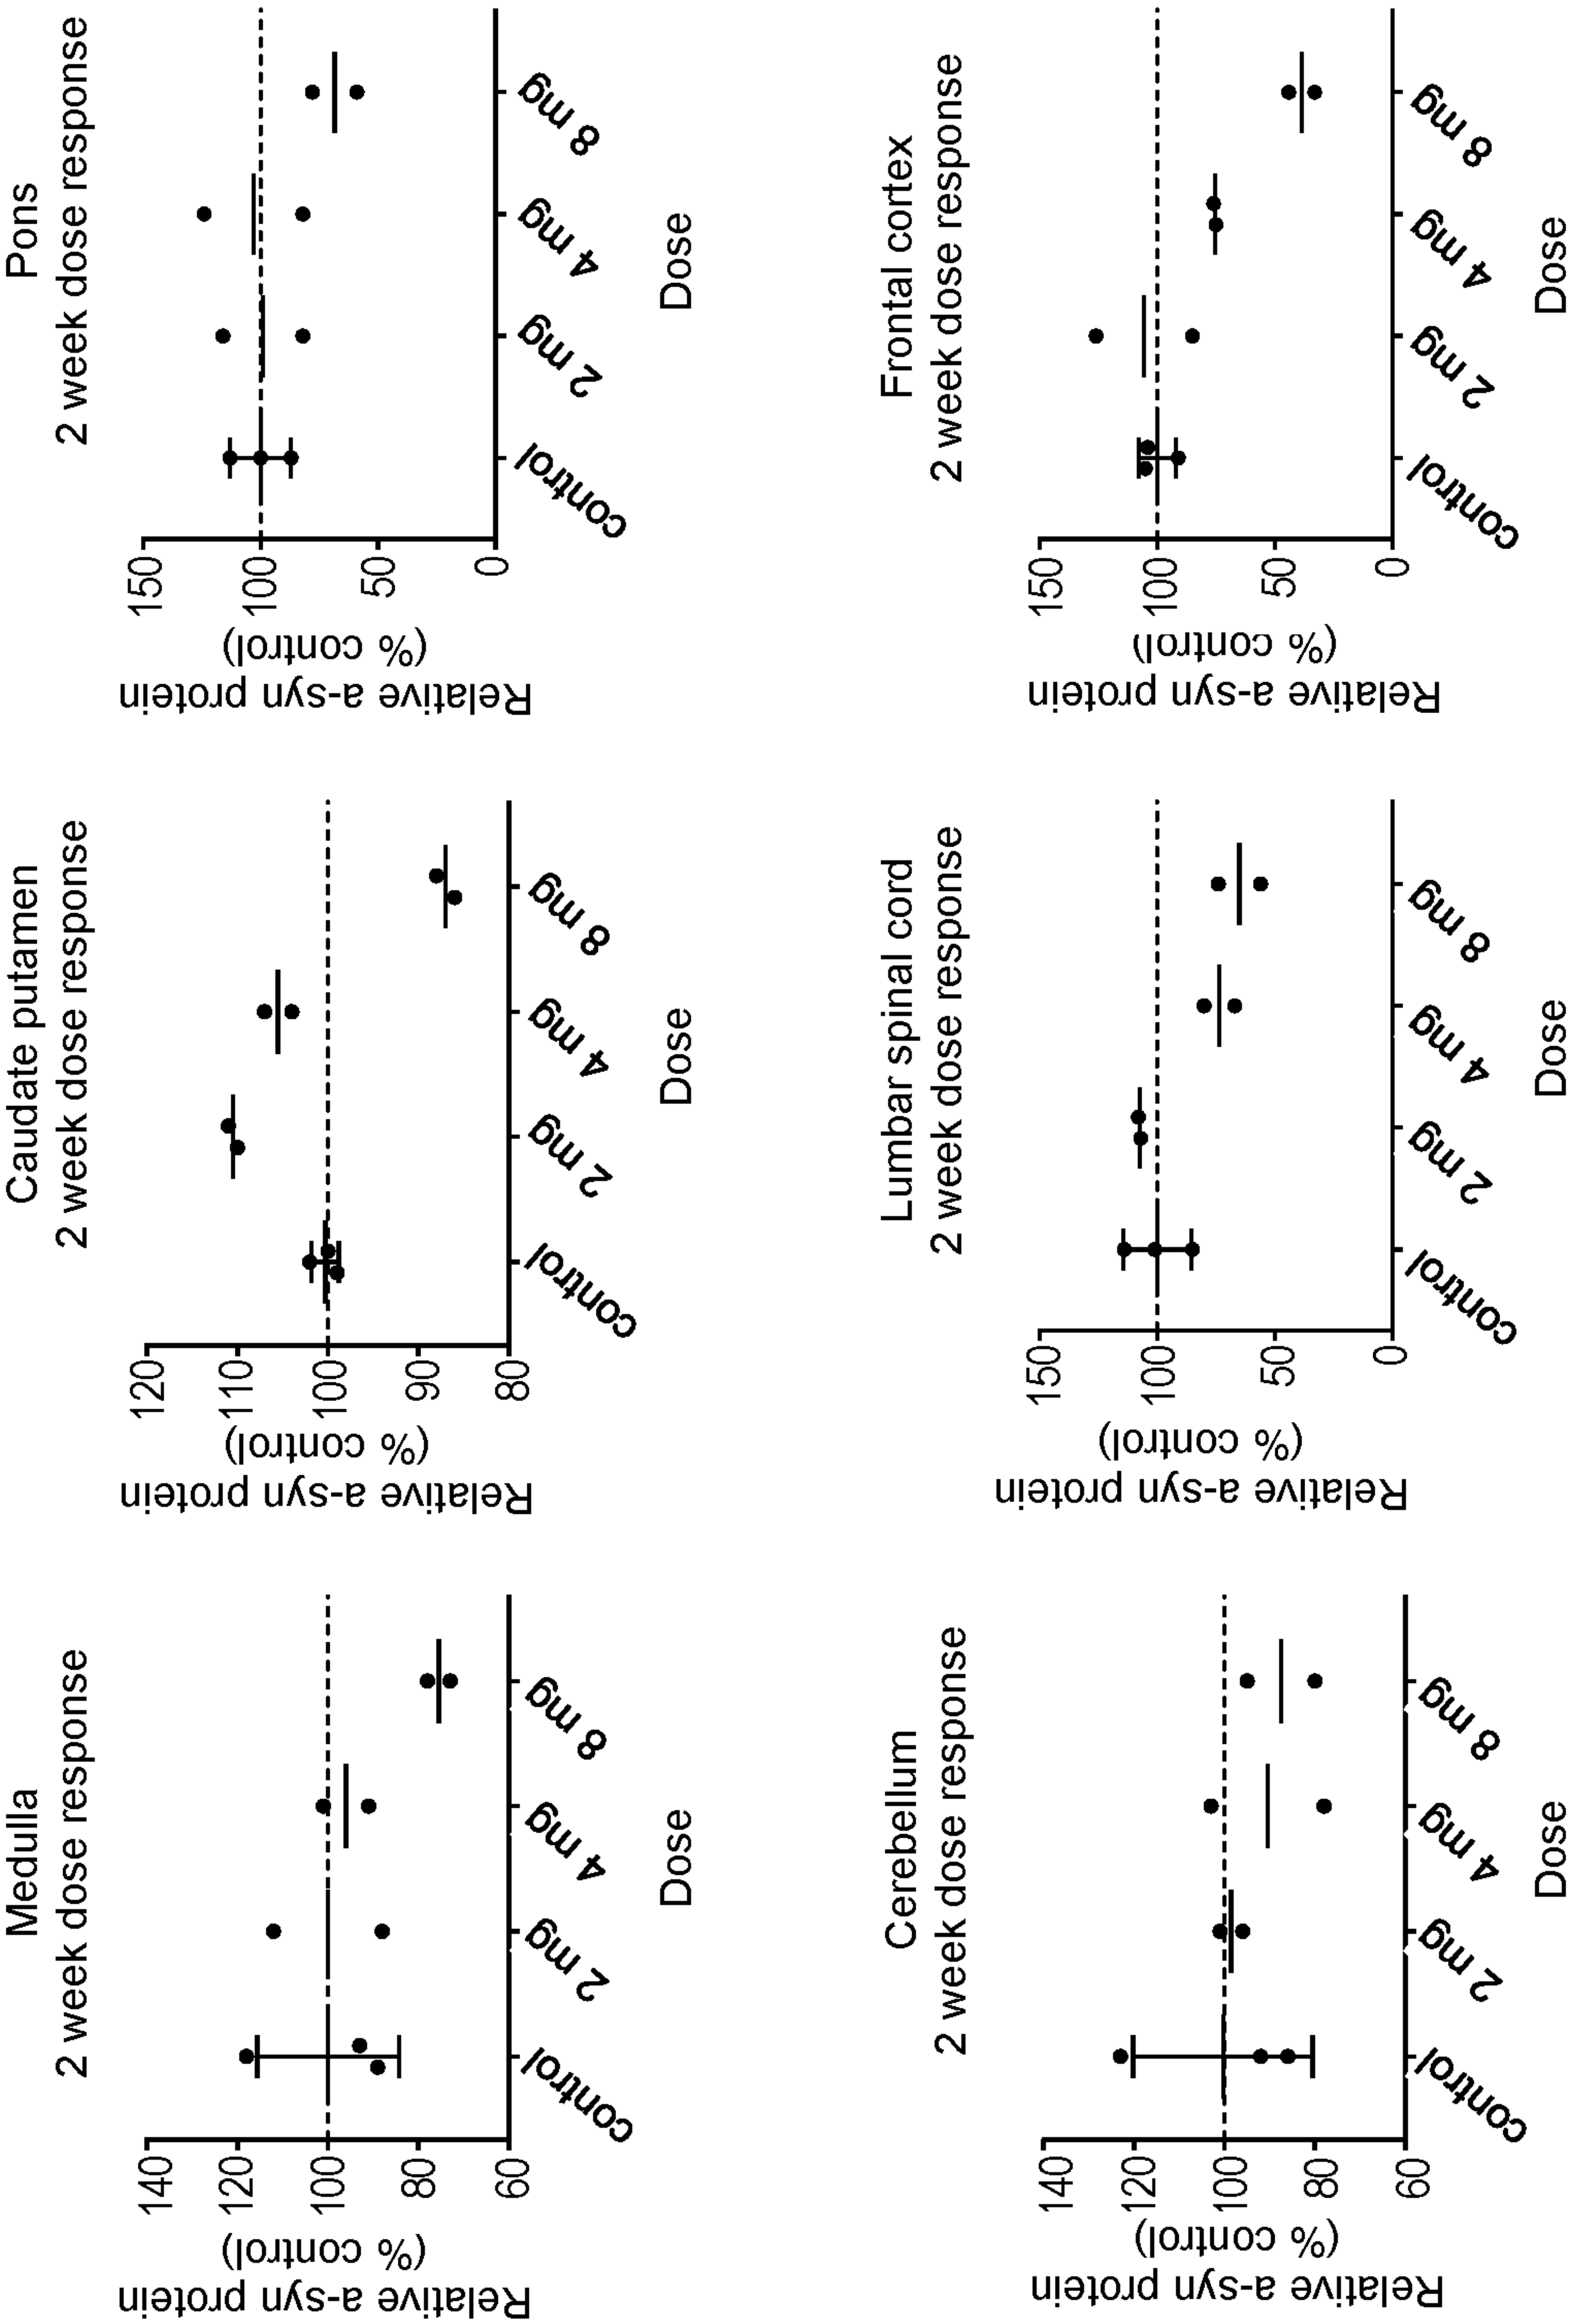 Medulla
2 week dose response
Relative a-syn protein
(% control)
140
120
100
80
60
control
2 mg
4 mg
8 mg
Dose
Caudate putamen
2 week dose response
Relative a-syn protein
(% control)
120
110
100
90
80
control
2 mg
4 mg
8 mg
Dose
Pons
2 week dose response
Relative a-syn protein
(% control)
150
100
50
0
control
2 mg
4 mg
8 mg
Dose
Cerebellum
2 week dose response
Relative a-syn protein
(% control)
140
120
100
80
60
control
2 mg
4 mg
8 mg
Dose
Lumbar spinal cord
2 week dose response
Relative a-syn protein
(% control)
150
100
50
0
control
2 mg
4 mg
8 mg
Dose
Frontal cortex
2 week dose response
Relative a-syn protein
(% control)
150
100
50
0
control
2 mg
4 mg
8 mg
Dose